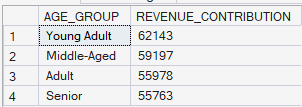 AGE_GROUP REVENUE_CONTRIBUTION
1 Young Adult 62143
2 Middle-Aged 59197
3 Adult 55978
4 Senior 55763